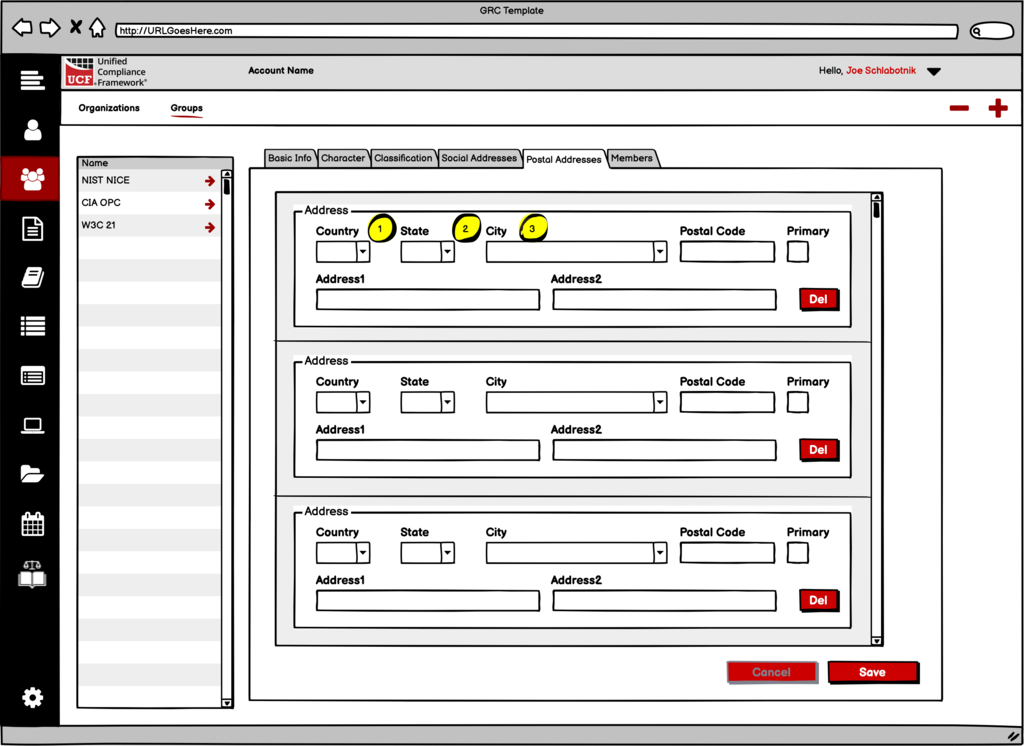 GRC Template
http://URLGoesHere.com
UCF Unified Compliance Framework®
Account Name
Hello, Joe Schlabotnik
Organizations Groups
Name
NIST NICE
CIA OPC
W3C 21
Basic Info Character Classification Social Addresses Postal Addresses Members
Address
Country 1 State 2 City 3 Postal Code Primary
Address1 Address2
Del
Address
Country State City Postal Code Primary
Address1 Address2
Del
Address
Country State City Postal Code Primary
Address1 Address2
Del
Cancel Save